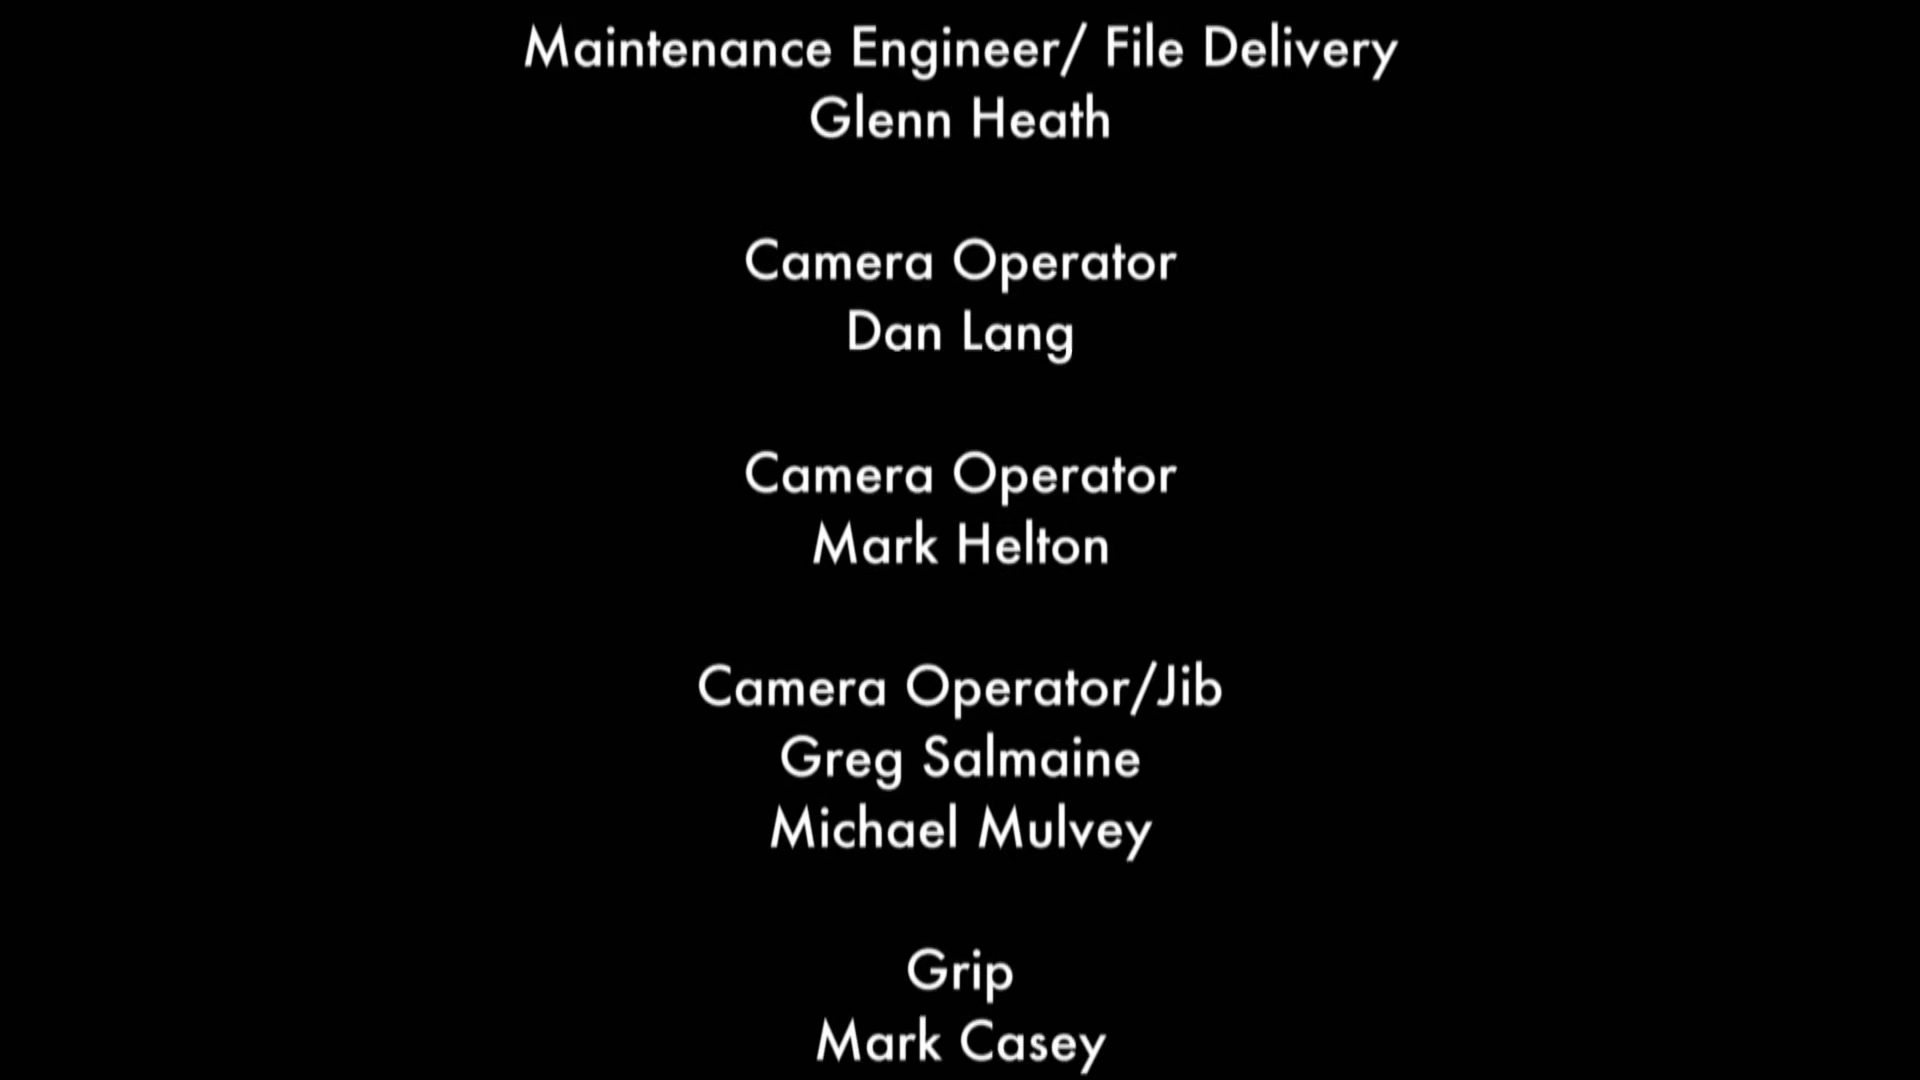 Maintenance Engineer/ File Delivery
Glenn Heath
Camera Operator
Dan Lang
Camera Operator
Mark Helton
Camera Operator/Jib
Greg Salmaine
Michael Mulvey
Grip
Mark Casey